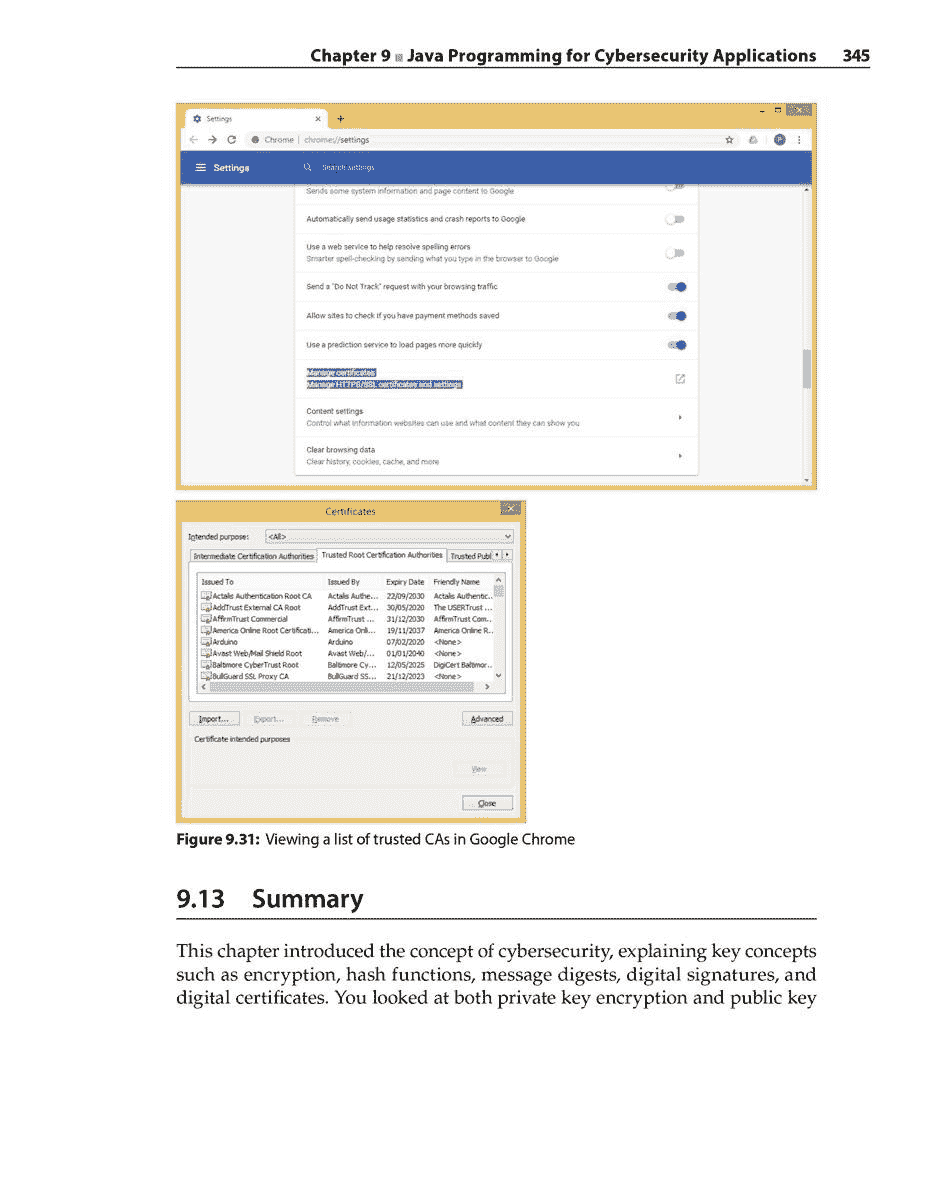 Chapter 9 ■ Java Programming for Cybersecurity Applications 345
Settings × +
Chrome | chrome://settings
Settings Search settings
Sends some system information and page content to Google
Automatically send usage statistics and crash reports to Google
Use a web service to help resolve spelling errors
Smarter spell-checking by sending what you type in the browser to Google
Send a "Do Not Track" request with your browsing traffic
Allow sites to check if you have payment methods saved
Use a prediction service to load pages more quickly
Manage certificates
Manage HTTPS/SSL certificates and settings
Content settings
Control what information websites can use and what content they can show you
Clear browsing data
Clear history, cookies, cache, and more
Certificates
Intended purpose: <All>
Intermediate Certification Authorities Trusted Root Certification Authorities Trusted Publ
Issued To Issued By Expiry Date Friendly Name
Actalis Authentication Root CA Actalis Authe... 22/09/2030 Actalis Authentic...
AddTrust External CA Root AddTrust Ext... 30/05/2020 The USERTrust ...
AffirmTrust Commercial AffirmTrust ... 31/12/2030 AffirmTrust Com...
America Online Root Certificati... America Onli... 19/11/2037 America Online R...
Arduino Arduino 07/02/2020 <None>
Avast Web/Mail Shield Root Avast Web/... 01/01/2040 <None>
Baltimore CyberTrust Root Baltimore Cy... 12/05/2025 DigiCert Baltimor...
BullGuard SSL Proxy CA BullGuard SS... 21/12/2023 <None>
Import... Export... Remove Advanced
Certificate intended purposes
View
Close
Figure 9.31: Viewing a list of trusted CAs in Google Chrome
9.13 Summary
This chapter introduced the concept of cybersecurity, explaining key concepts
such as encryption, hash functions, message digests, digital signatures, and
digital certificates. You looked at both private key encryption and public key